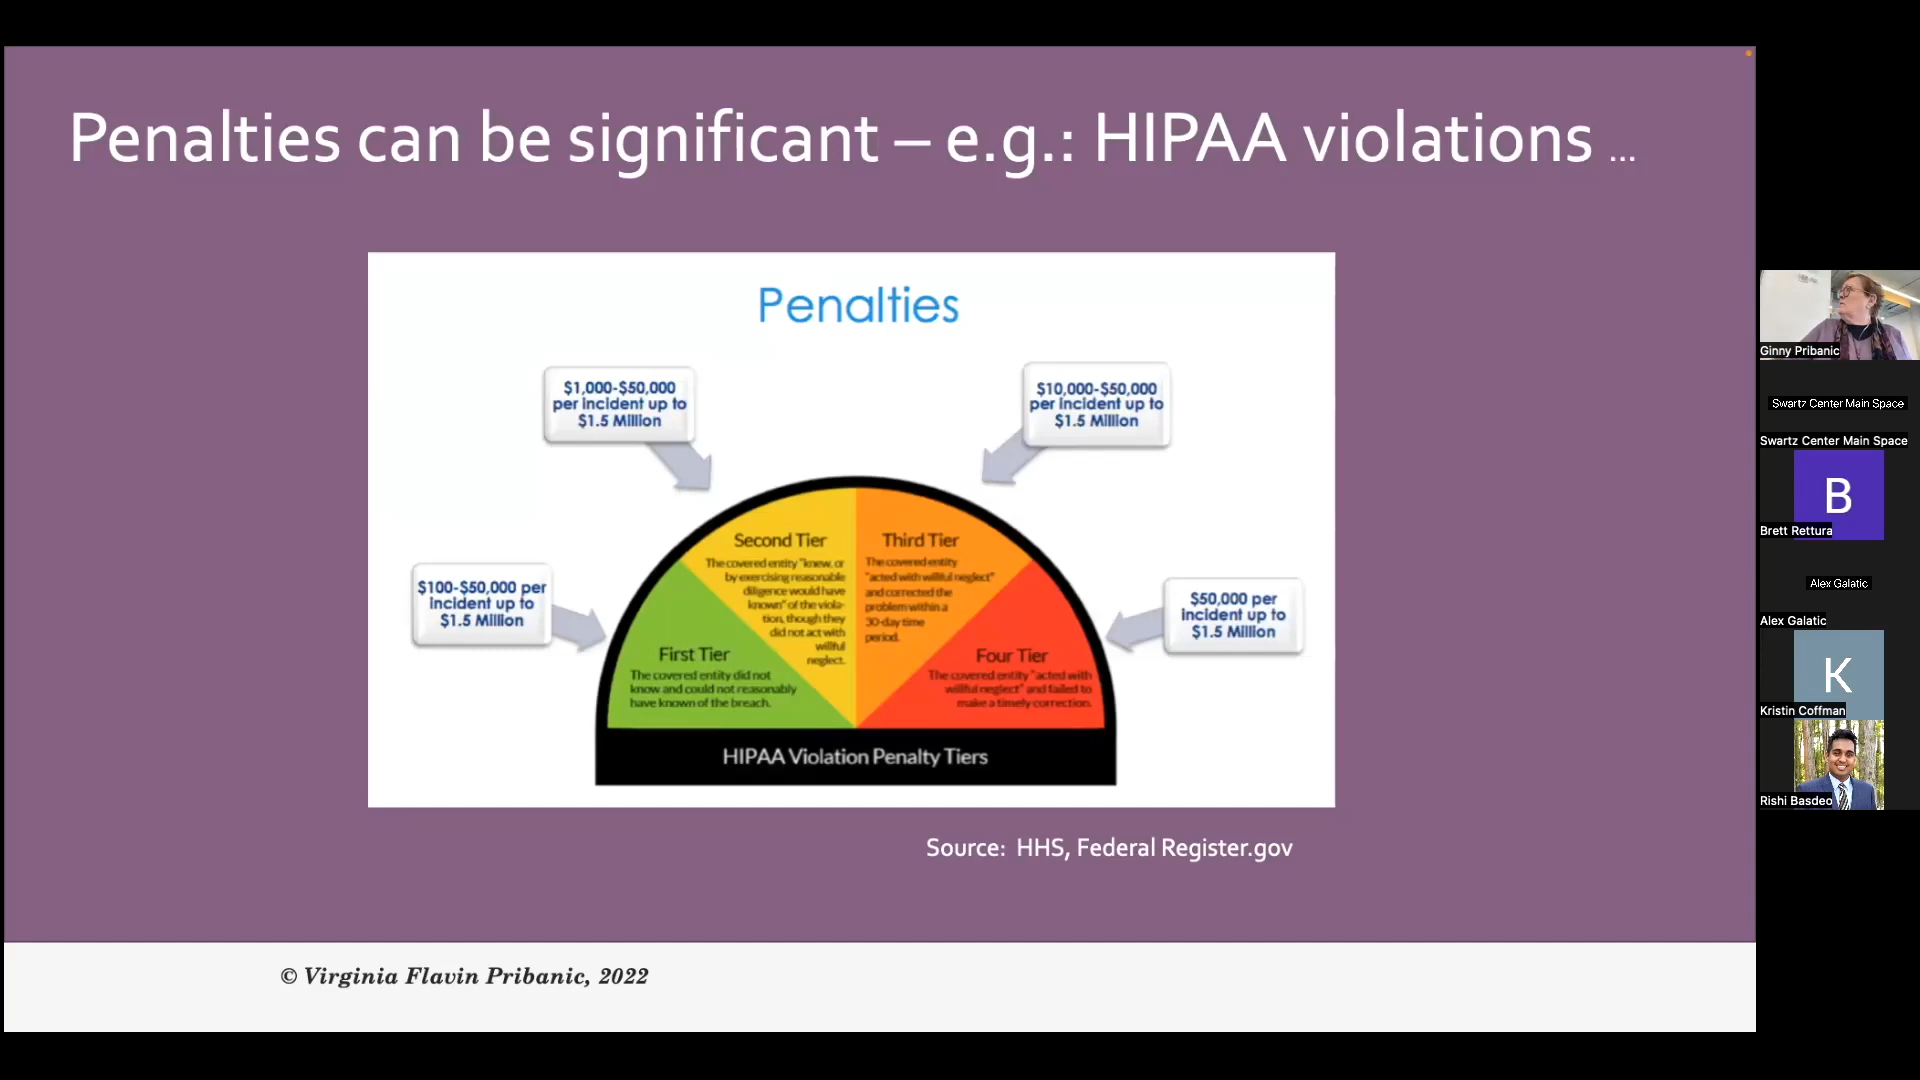 Penalties can be significant – e.g.: HIPAA violations ...
Penalties
$1,000-$50,000
per incident up to
$1.5 Million
$10,000-$50,000
per incident up to
$1.5 Million
$100-$50,000 per
incident up to
$1.5 Million
$50,000 per
incident up to
$1.5 Million
Second Tier
The covered entity "knew, or
by exercising reasonable
diligence would have
known" of the viola-
tion, though they
did not act with
willful
neglect.
Third Tier
The covered entity
"acted with willful neglect"
and corrected the
problem within a
30-day time
period.
First Tier
The covered entity did not
know and could not reasonably
have known of the breach.
Four Tier
The covered entity "acted with
willful neglect" and failed to
make a timely correction.
HIPAA Violation Penalty Tiers
Source: HHS, Federal Register.gov
© Virginia Flavin Pribanic, 2022
Ginny Pribanic
Swartz Center Main Space
Swartz Center Main Space
B
Brett Rettura
Alex Galatic
Alex Galatic
K
Kristin Coffman
Rishi Basdeo